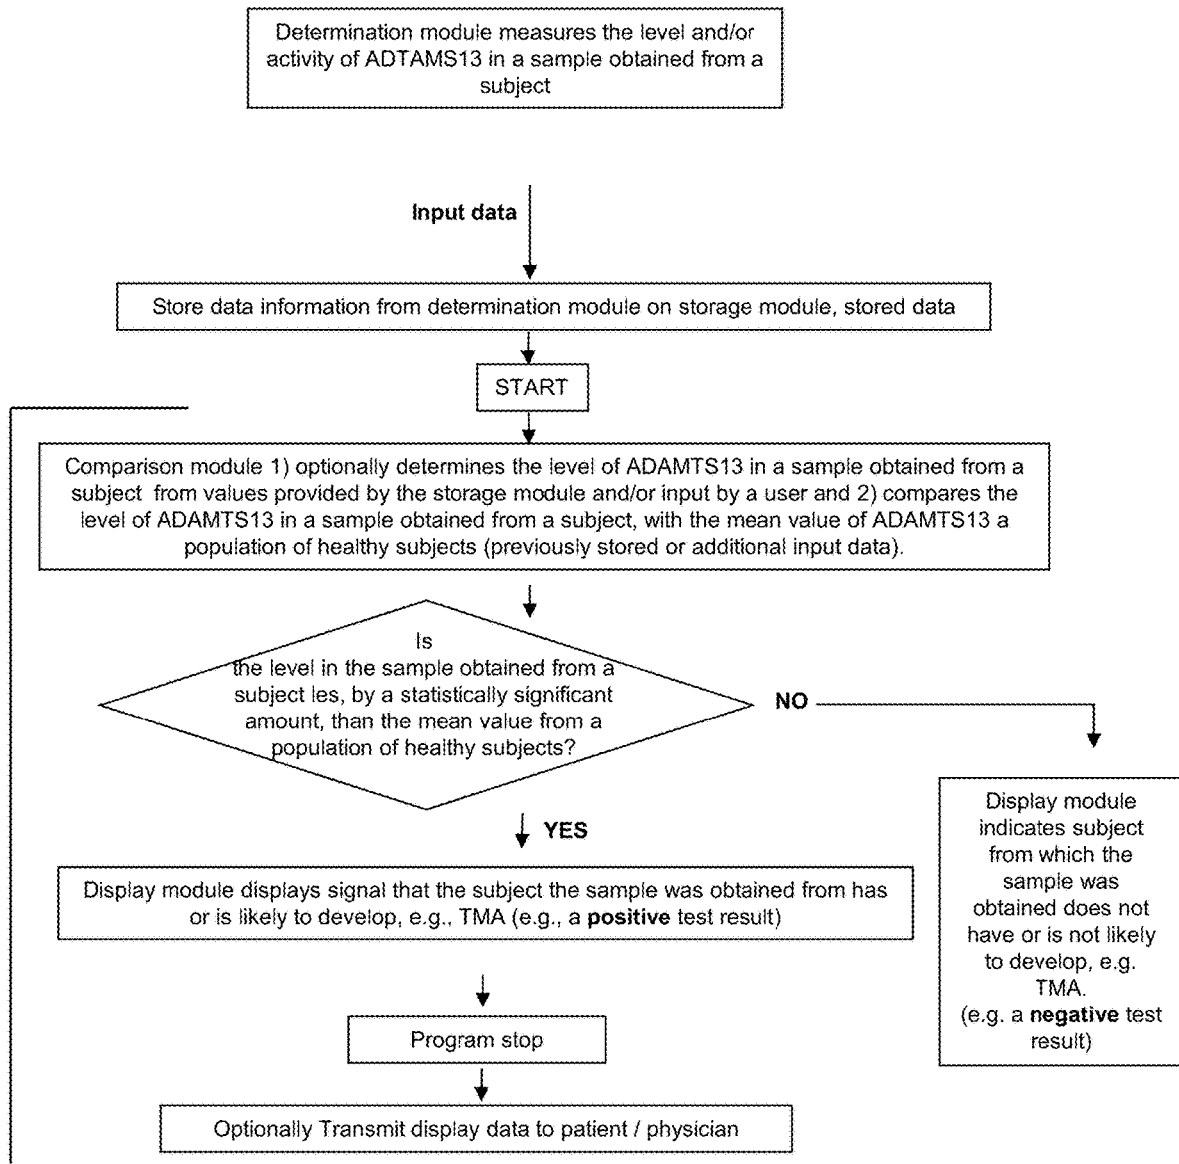 Determination module measures the level and/or
activity of ADTAMS13 in a sample obtained from a
subject
Input data
Store data information from determination module on storage module, stored data
START
Comparison module 1) optionally determines the level of ADAMTS13 in a sample obtained from a
subject from values provided by the storage module and/or input by a user and 2) compares the
level of ADAMTS13 in a sample obtained from a subject, with the mean value of ADAMTS13 a
population of healthy subjects (previously stored or additional input data).
Is
the level in the sample obtained from a
subject les, by a statistically significant
amount, than the mean value from a
population of healthy subjects?
NO
YES
Display module displays signal that the subject the sample was obtained from has
or is likely to develop, e.g., TMA (e.g., a positive test result)
Display module
indicates subject
from which the
sample was
obtained does not
have or is not likely
to develop, e.g.
TMA.
(e.g. a negative test
result)
Program stop
Optionally Transmit display data to patient / physician